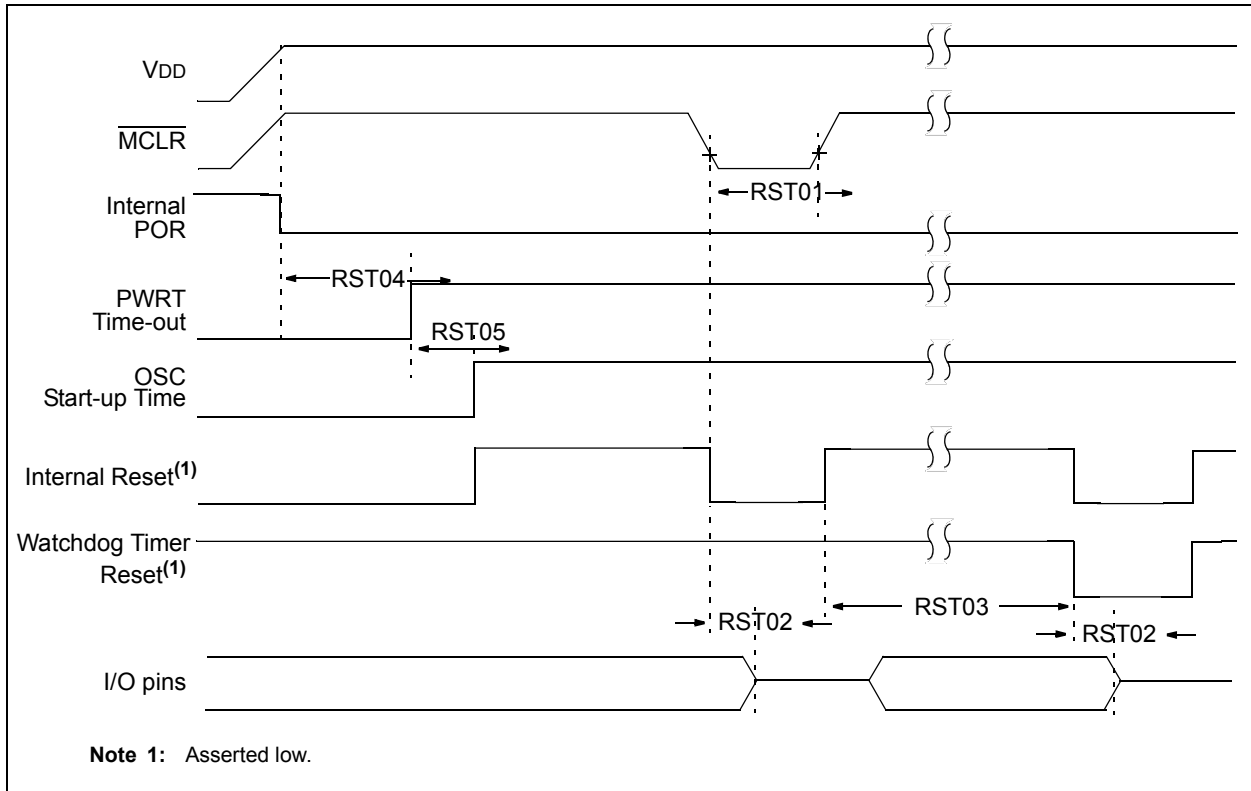 VDD
MCLR
Internal
POR
RST01
RST04
PWRT
Time-out
RST05
OSC
Start-up Time
Internal Reset(1)
Watchdog Timer
Reset(1)
RST03
RST02
RST02
I/O pins
Note 1: Asserted low.